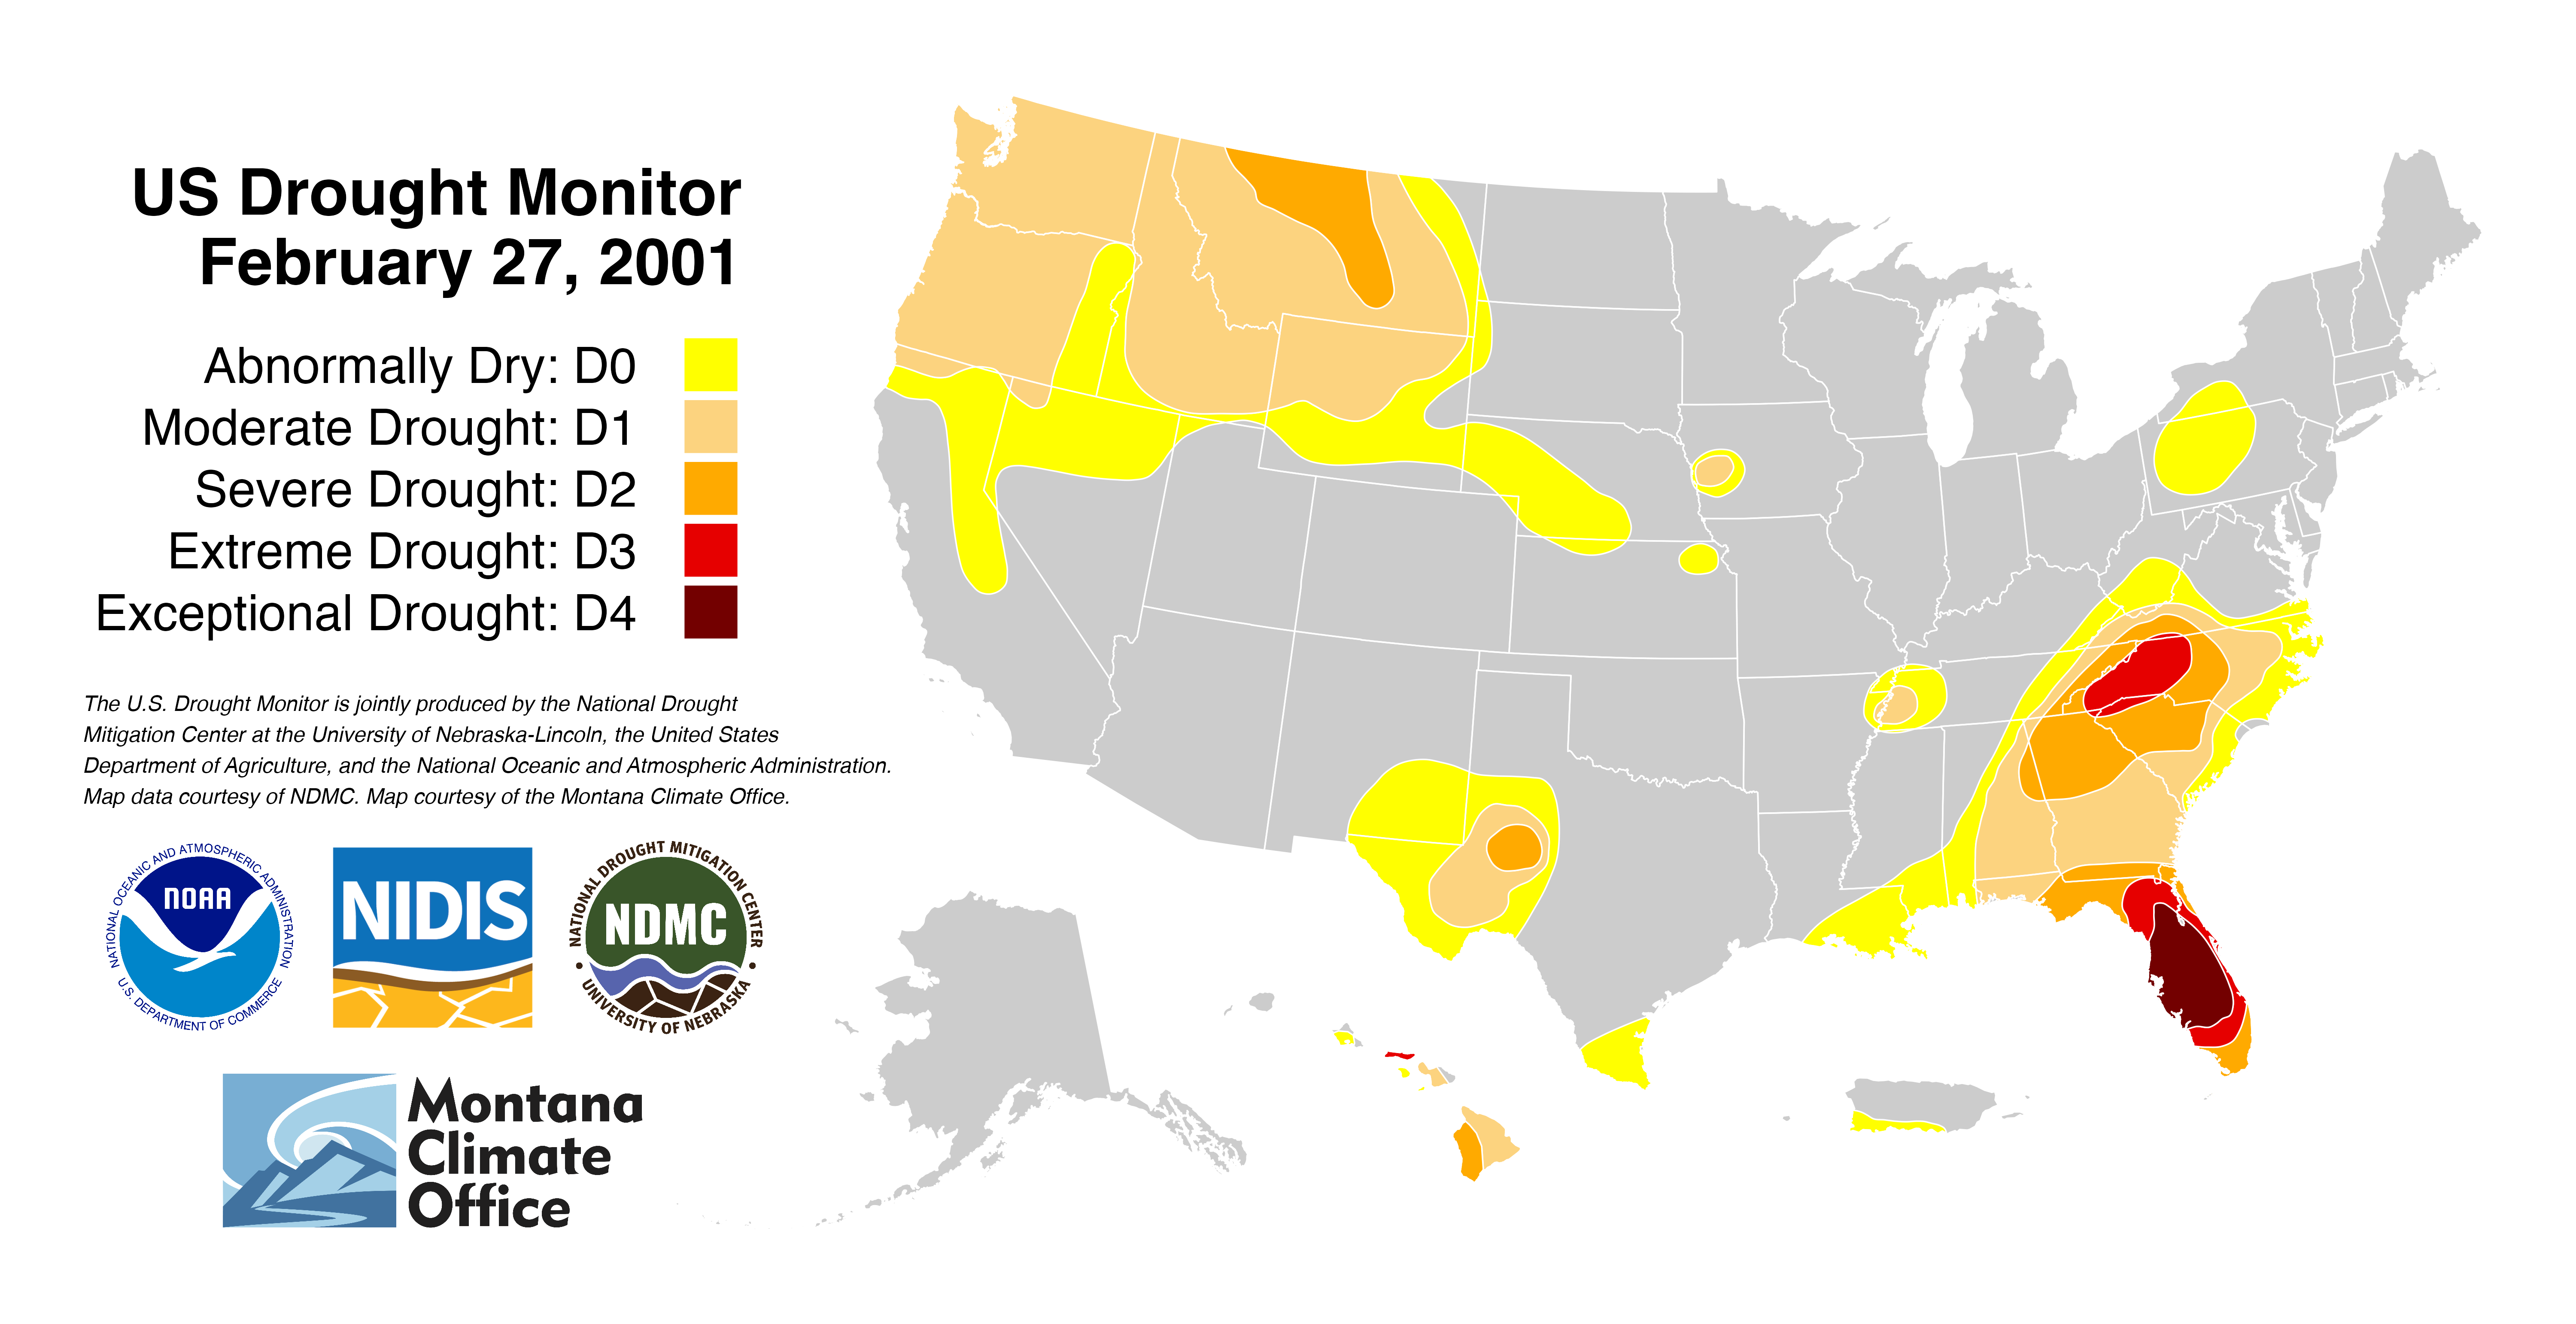 US Drought Monitor
February 27, 2001
Abnormally Dry: D0
Moderate Drought: D1
Severe Drought: D2
Extreme Drought: D3
Exceptional Drought: D4
The U.S. Drought Monitor is jointly produced by the National Drought
Mitigation Center at the University of Nebraska-Lincoln, the United States
Department of Agriculture, and the National Oceanic and Atmospheric Administration.
Map data courtesy of NDMC. Map courtesy of the Montana Climate Office.
NATIONAL OCEANIC AND ATMOSPHERIC ADMINISTRATION
NOAA
U.S. DEPARTMENT OF COMMERCE
NIDIS
NATIONAL DROUGHT MITIGATION CENTER
NDMC
UNIVERSITY OF NEBRASKA
Montana
Climate
Office